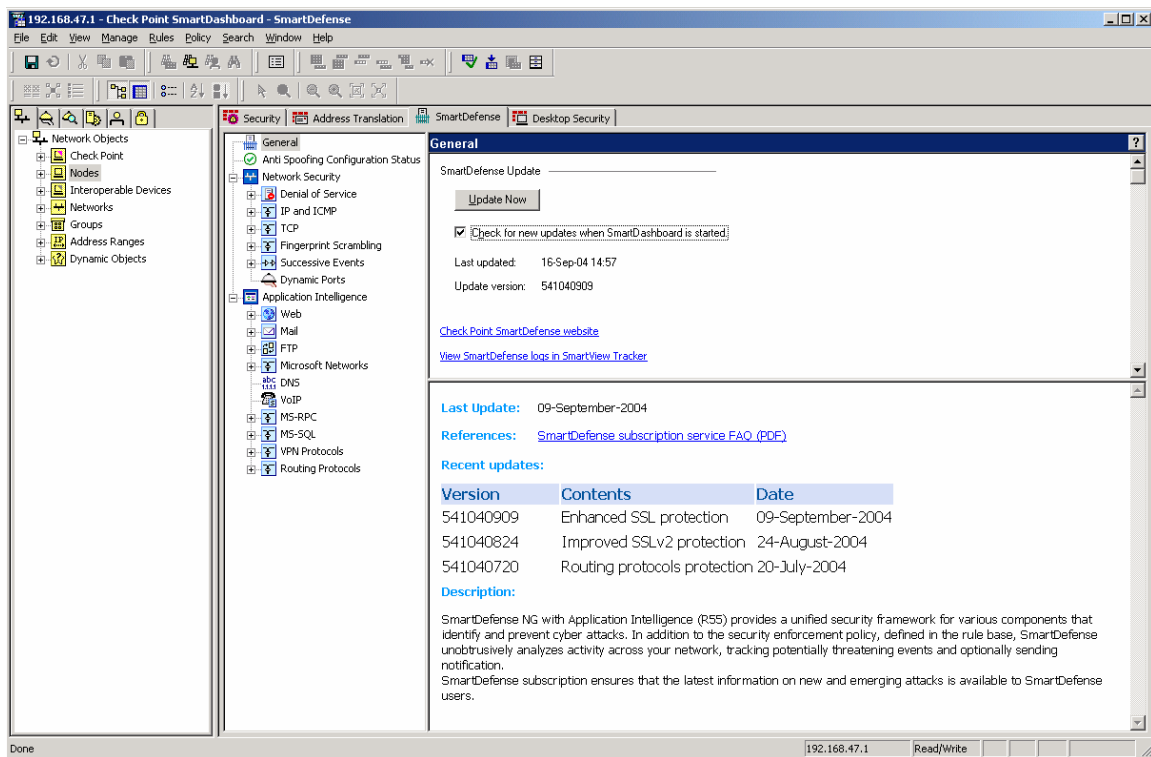 192.168.47.1 - Check Point SmartDashboard - SmartDefense
File Edit View Manage Rules Policy Search Window Help
Security Address Translation SmartDefense Desktop Security
Network Objects
Check Point
Nodes
Interoperable Devices
Networks
Groups
Address Ranges
Dynamic Objects
General
Anti Spoofing Configuration Status
Network Security
Denial of Service
IP and ICMP
TCP
Fingerprint Scrambling
Successive Events
Dynamic Ports
Application Intelligence
Web
Mail
FTP
Microsoft Networks
DNS
VoIP
MS-RPC
MS-SQL
VPN Protocols
Routing Protocols
General
SmartDefense Update
Update Now
Check for new updates when SmartDashboard is started.
Last updated: 16-Sep-04 14:57
Update version: 541040909
Check Point SmartDefense website
View SmartDefense logs in SmartView Tracker
Last Update: 09-September-2004
References: SmartDefense subscription service FAQ (PDF)
Recent updates:
Version Contents Date
541040909 Enhanced SSL protection 09-September-2004
541040824 Improved SSLv2 protection 24-August-2004
541040720 Routing protocols protection 20-July-2004
Description:
SmartDefense NG with Application Intelligence (R55) provides a unified security framework for various components that
identify and prevent cyber attacks. In addition to the security enforcement policy, defined in the rule base, SmartDefense
unobtrusively analyzes activity across your network, tracking potentially threatening events and optionally sending
notification.
SmartDefense subscription ensures that the latest information on new and emerging attacks is available to SmartDefense
users.
Done 192.168.47.1 Read/Write